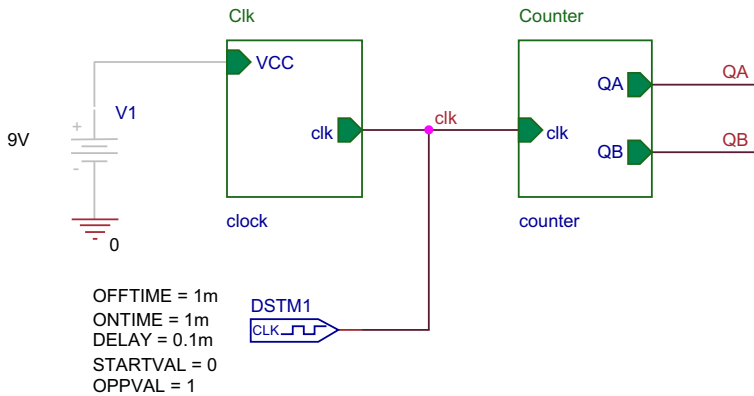 Clk
Counter
VCC
QA
QA
V1
+
clk
clk
clk
9V
QB
QB
-
clock
counter
0
OFFTIME = 1m
DSTM1
ONTIME = 1m
CLK
DELAY = 0.1m
STARTVAL = 0
OPPVAL = 1